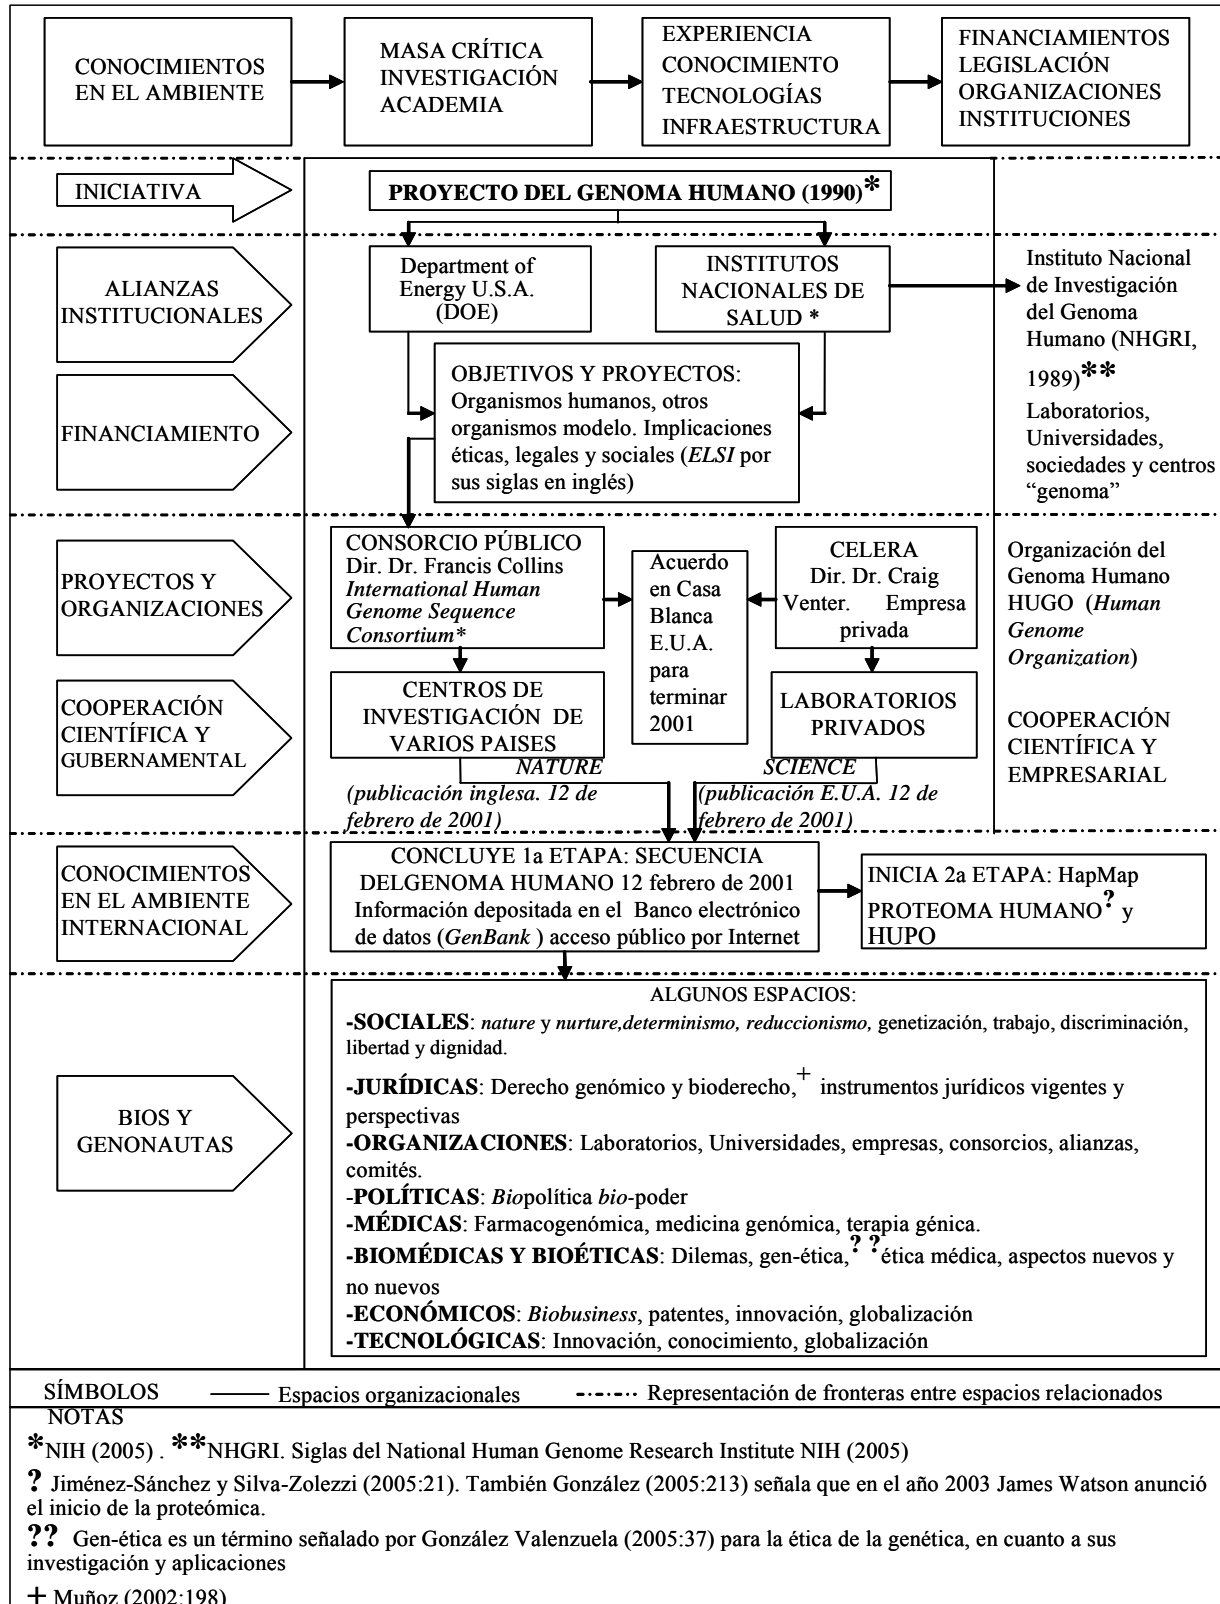 CONOCIMIENTOS
EN EL AMBIENTE
MASA CRÍTICA
INVESTIGACIÓN
ACADEMIA
EXPERIENCIA
CONOCIMIENTO
TECNOLOGÍAS
INFRAESTRUCTURA
FINANCIAMIENTOS
LEGISLACIÓN
ORGANIZACIONES
INSTITUCIONES
INICIATIVA
PROYECTO DEL GENOMA HUMANO (1990)*
ALIANZAS
INSTITUCIONALES
Department of
Energy U.S.A.
(DOE)
INSTITUTOS
NACIONALES DE
SALUD *
Instituto Nacional
de Investigación
del Genoma
Humano (NHGRI,
1989)**
Laboratorios,
Universidades,
sociedades y centros
“genoma”
FINANCIAMIENTO
OBJETIVOS Y PROYECTOS:
Organismos humanos, otros
organismos modelo. Implicaciones
éticas, legales y sociales (ELSI por
sus siglas en inglés)
PROYECTOS Y
ORGANIZACIONES
CONSORCIO PÚBLICO
Dir. Dr. Francis Collins
International Human
Genome Sequence
Consortium*
Acuerdo
en Casa
Blanca
E.U.A.
para
terminar
2001
CELERA
Dir. Dr. Craig
Venter. Empresa
privada
Organización del
Genoma Humano
HUGO (Human
Genome
Organization)
COOPERACIÓN
CIENTÍFICA Y
GUBERNAMENTAL
CENTROS DE
INVESTIGACIÓN DE
VARIOS PAISES
LABORATORIOS
PRIVADOS
COOPERACIÓN
CIENTÍFICA Y
EMPRESARIAL
NATURE
(publicación inglesa. 12 de
febrero de 2001)
SCIENCE
(publicación E.U.A. 12 de
febrero de 2001)
CONOCIMIENTOS
EN EL AMBIENTE
INTERNACIONAL
CONCLUYE 1a ETAPA: SECUENCIA
DELGENOMA HUMANO 12 febrero de 2001
Información depositada en el Banco electrónico
de datos (GenBank ) acceso público por Internet
INICIA 2a ETAPA: HapMap
PROTEOMA HUMANO? y
HUPO
BIOS Y
GENONAUTAS
ALGUNOS ESPACIOS:
-SOCIALES: nature y nurture,determinismo, reduccionismo, genetización, trabajo, discriminación,
libertad y dignidad.
-JURÍDICAS: Derecho genómico y bioderecho,+ instrumentos jurídicos vigentes y
perspectivas
-ORGANIZACIONES: Laboratorios, Universidades, empresas, consorcios, alianzas,
comités.
-POLÍTICAS: Biopolítica bio-poder
-MÉDICAS: Farmacogenómica, medicina genómica, terapia génica.
-BIOMÉDICAS Y BIOÉTICAS: Dilemas, gen-ética,? ?ética médica, aspectos nuevos y
no nuevos
-ECONÓMICOS: Biobusiness, patentes, innovación, globalización
-TECNOLÓGICAS: Innovación, conocimiento, globalización
SÍMBOLOS Espacios organizacionales Representación de fronteras entre espacios relacionados
NOTAS
*NIH (2005) . **NHGRI. Siglas del National Human Genome Research Institute NIH (2005)
? Jiménez-Sánchez y Silva-Zolezzi (2005:21). También González (2005:213) señala que en el año 2003 James Watson anunció
el inicio de la proteómica.
?? Gen-ética es un término señalado por González Valenzuela (2005:37) para la ética de la genética, en cuanto a sus
investigación y aplicaciones
+ Muñoz (2002:198)